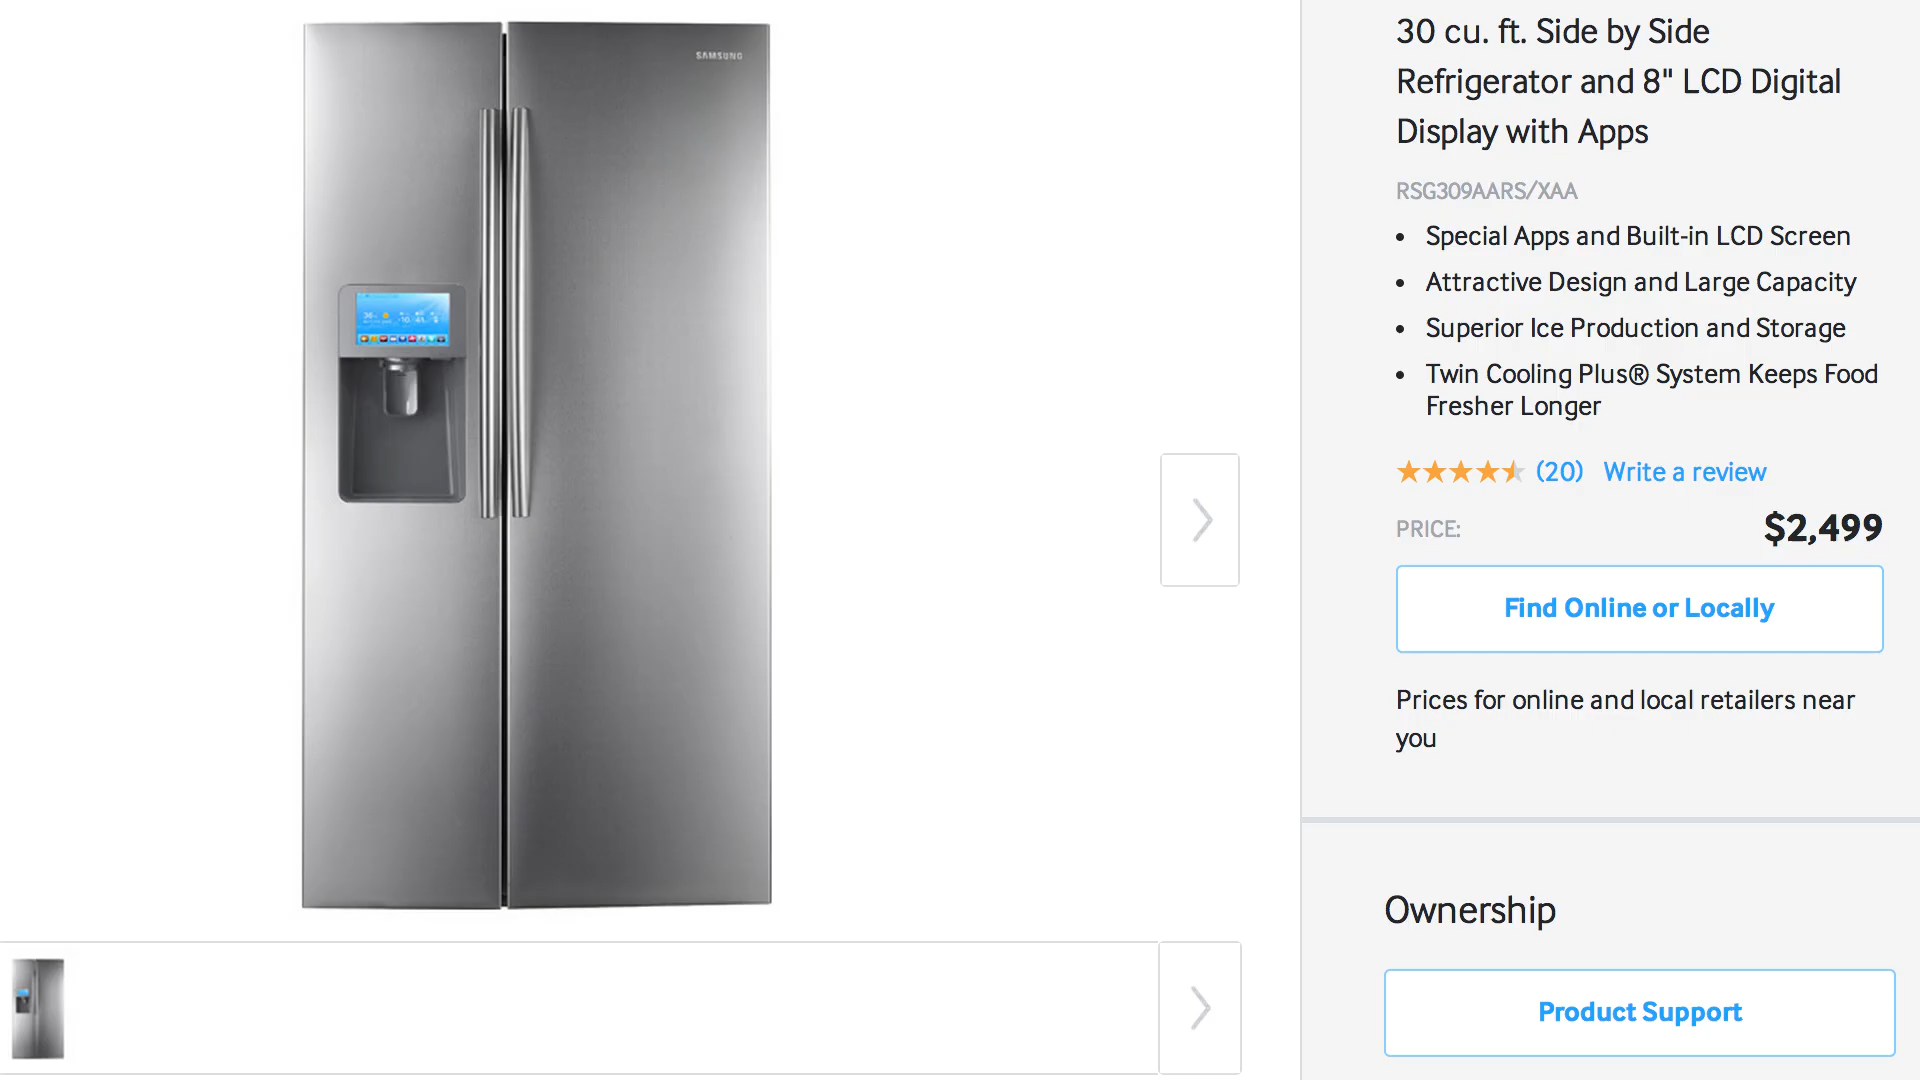 SAMSUNG
30 cu. ft. Side by Side
Refrigerator and 8" LCD Digital
Display with Apps
RSG309AARS/XAA
• Special Apps and Built-in LCD Screen
• Attractive Design and Large Capacity
• Superior Ice Production and Storage
• Twin Cooling Plus® System Keeps Food
Fresher Longer
(20) Write a review
PRICE: $2,499
Find Online or Locally
Prices for online and local retailers near
you
Ownership
Product Support